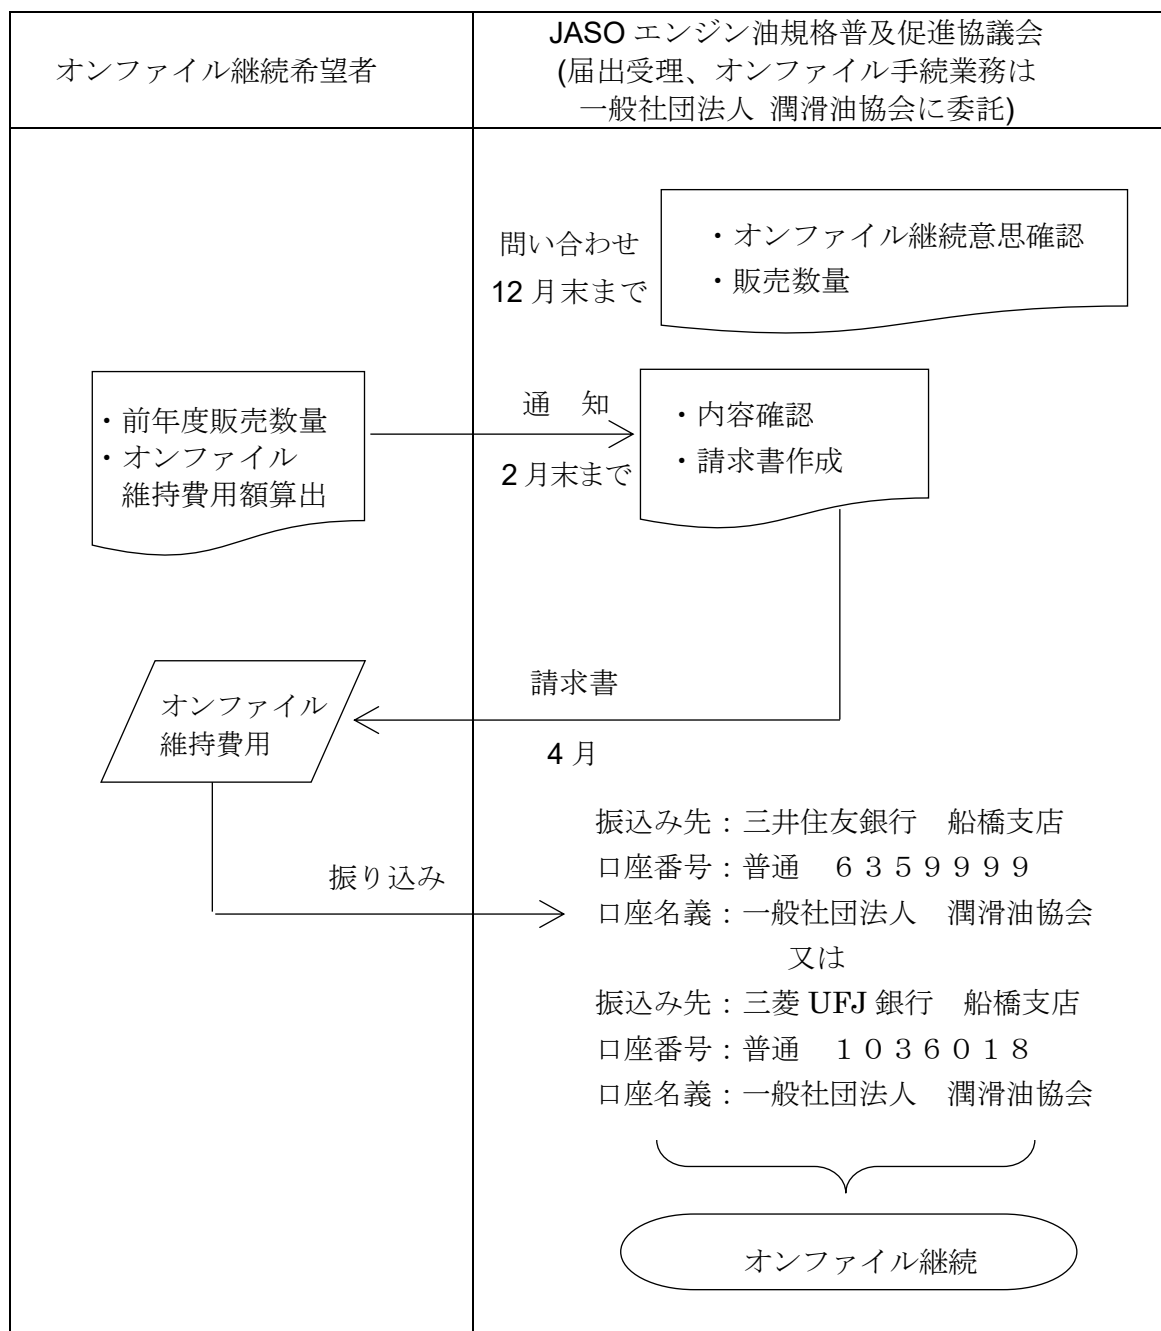 オンファイル継続希望者
JASO エンジン油規格普及促進協議会
(届出受理、オンファイル手続業務は
一般社団法人 潤滑油協会に委託)
問い合わせ
12 月末まで
・オンファイル継続意思確認
・販売数量
・前年度販売数量
・オンファイル
維持費用額算出
通　知
2 月末まで
・内容確認
・請求書作成
請求書
4 月
オンファイル
維持費用
振り込み
振込み先：三井住友銀行　船橋支店
口座番号：普通　６３５９９９９
口座名義：一般社団法人　潤滑油協会
又は
振込み先：三菱 UFJ 銀行　船橋支店
口座番号：普通　１０３６０１８
口座名義：一般社団法人　潤滑油協会
オンファイル継続